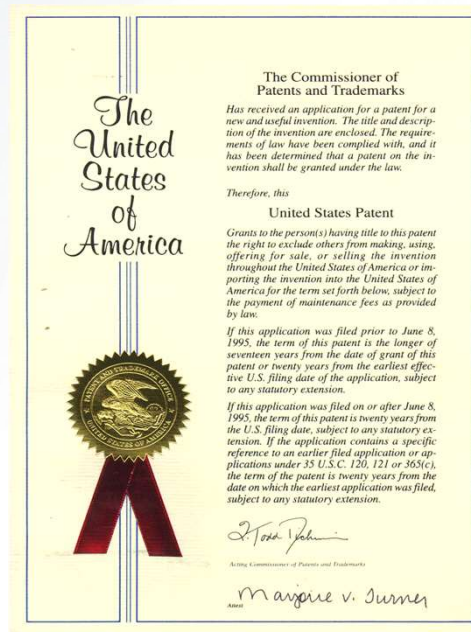 The
United
States
of
America
The Commissioner of
Patents and Trademarks
Has received an application for a patent for a
new and useful invention. The title and descrip-
tion of the invention are enclosed. The require-
ments of law have been complied with, and it
has been determined that a patent on the in-
vention shall be granted under the law.
Therefore, this
United States Patent
Grants to the person(s) having title to this patent
the right to exclude others from making, using,
offering for sale, or selling the invention
throughout the United States of America or im-
porting the invention into the United States of
America for the term set forth below, subject to
the payment of maintenance fees as provided
by law.
If this application was filed prior to June 8,
1995, the term of this patent is the longer of
seventeen years from the date of grant of this
patent or twenty years from the earliest effec-
tive U.S. filing date of the application, subject
to any statutory extension.
If this application was filed on or after June 8,
1995, the term of this patent is twenty years from
the U.S. filing date, subject to any statutory ex-
tension. If the application contains a specific
reference to an earlier filed application or ap-
plications under 35 U.S.C. 120, 121 or 365(c),
the term of the patent is twenty years from the
date on which the earliest application was filed,
subject to any statutory extension.
PATENT AND TRADEMARK OFFICE
UNITED STATES OF AMERICA
Q. Todd Dickinson
Acting Commissioner of Patents and Trademarks
Marjorie V. Turner
Attest